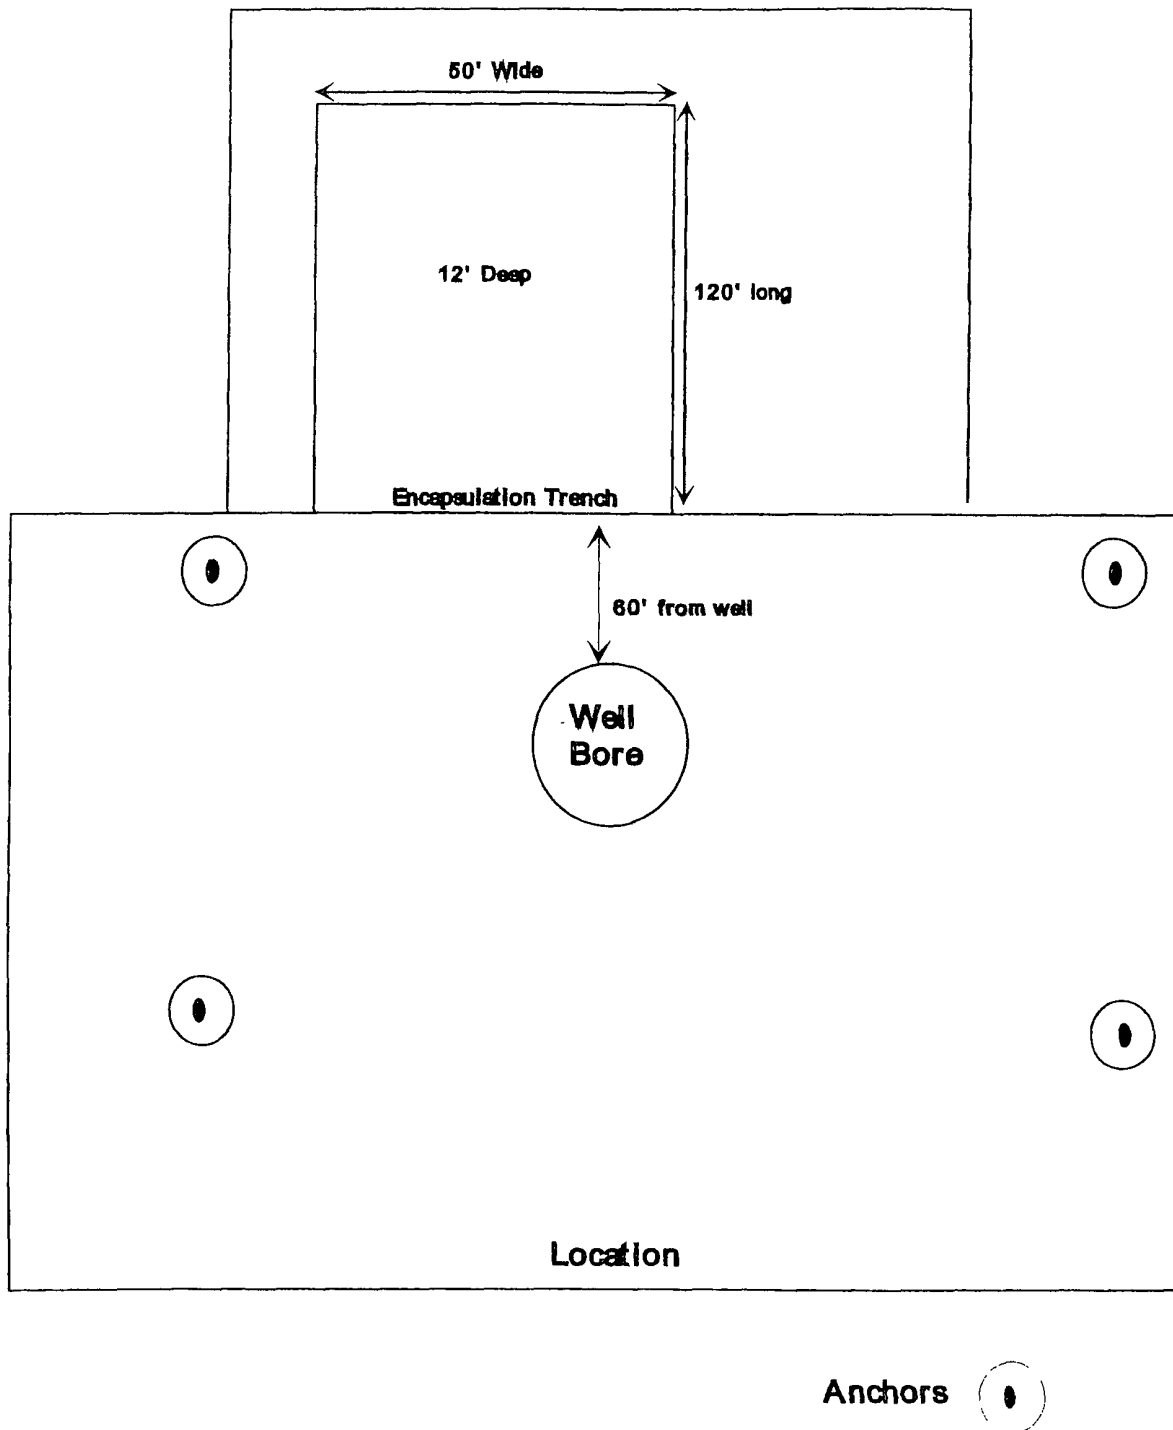 50' Wide
12' Deep
120' long
Encapsulation Trench
60' from well
Well
Bore
Location
Anchors